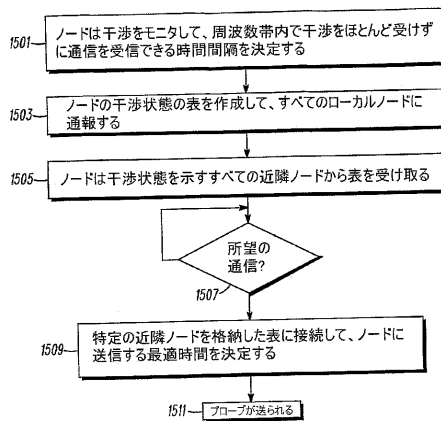 1501
ノードは干渉をモニタして、周波数帯内で干渉をほとんど受けず
に通信を受信できる時間間隔を決定する
1503
ノードの干渉状態の表を作成して、すべてのローカルノードに
通報する
1505
ノードは干渉状態を示すすべての近隣ノードから表を受け取る
所望の
通信?
1507
1509
特定の近隣ノードを格納した表に接続して、ノードに
送信する最適時間を決定する
1511
プローブが送られる